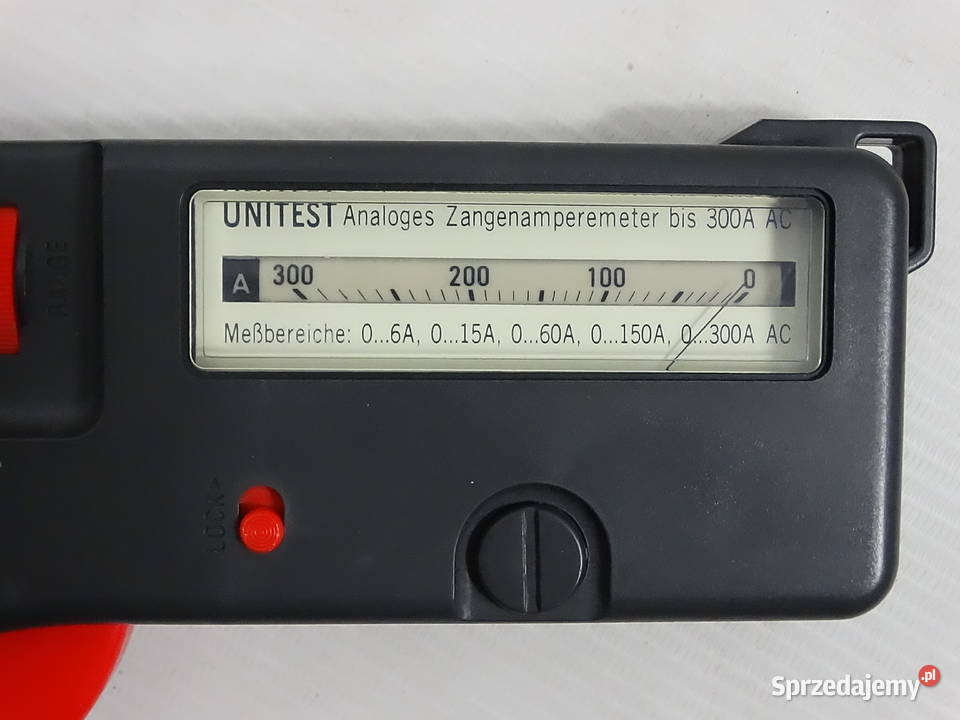 UNITEST Analoges Zangenamperemeter bis 300A AC
A 300 200 100 0
Meßbereiche: 0...6A, 0...15A, 0...60A, 0...150A, 0...300A AC
RANGE
LOCK >
Sprzedajemy.pl